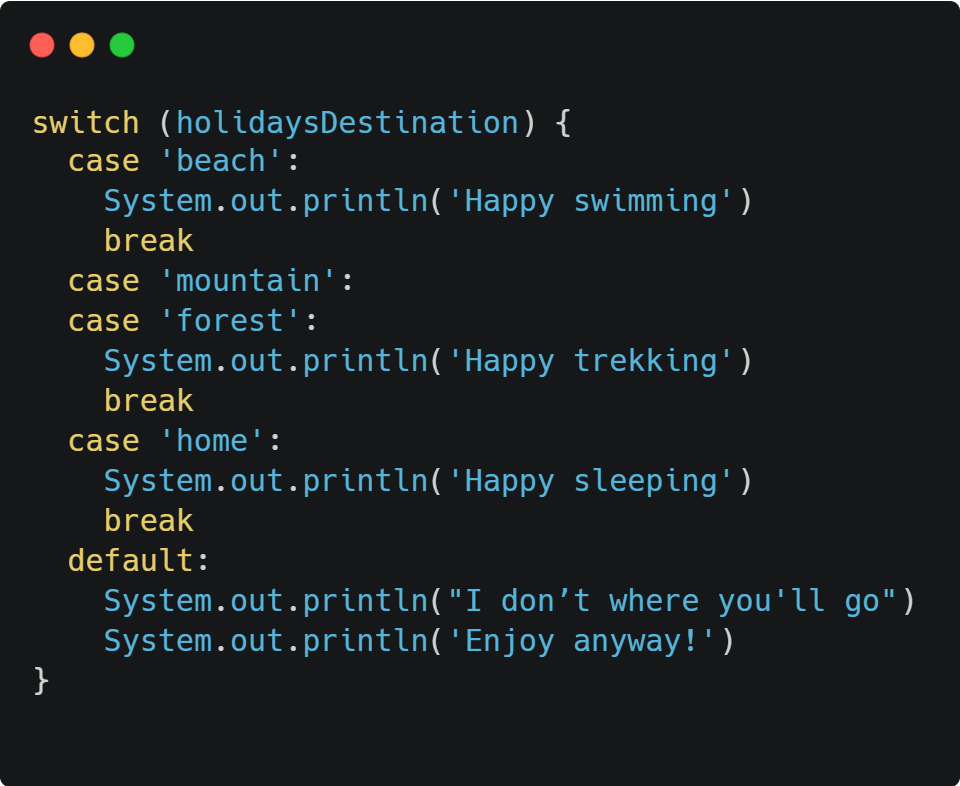 switch (holidaysDestination) {
  case 'beach':
    System.out.println('Happy swimming')
    break
  case 'mountain':
  case 'forest':
    System.out.println('Happy trekking')
    break
  case 'home':
    System.out.println('Happy sleeping')
    break
  default:
    System.out.println("I don’t where you'll go")
    System.out.println('Enjoy anyway!')
}